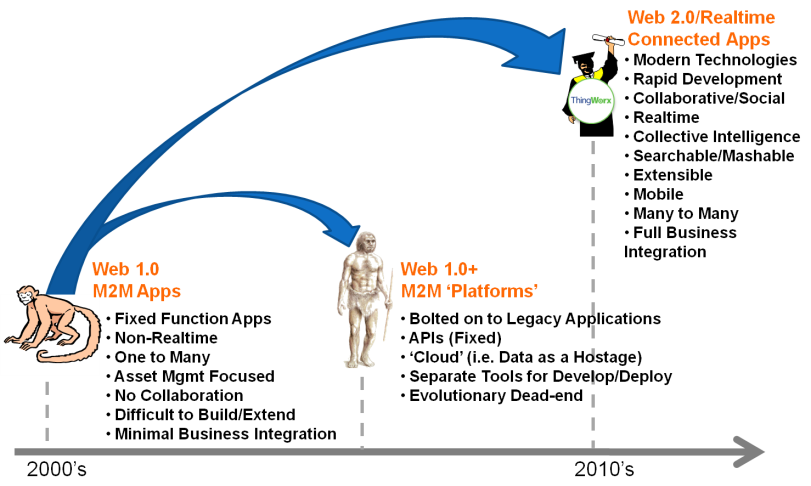 Web 2.0/Realtime
Connected Apps
• Modern Technologies
• Rapid Development
• Collaborative/Social
• Realtime
• Collective Intelligence
• Searchable/Mashable
• Extensible
• Mobile
• Many to Many
• Full Business
Integration
ThingWorx
Web 1.0
M2M Apps
• Fixed Function Apps
• Non-Realtime
• One to Many
• Asset Mgmt Focused
• No Collaboration
• Difficult to Build/Extend
• Minimal Business Integration
Web 1.0+
M2M ‘Platforms’
• Bolted on to Legacy Applications
• APIs (Fixed)
• ‘Cloud’ (i.e. Data as a Hostage)
• Separate Tools for Develop/Deploy
• Evolutionary Dead-end
2000’s
2010’s